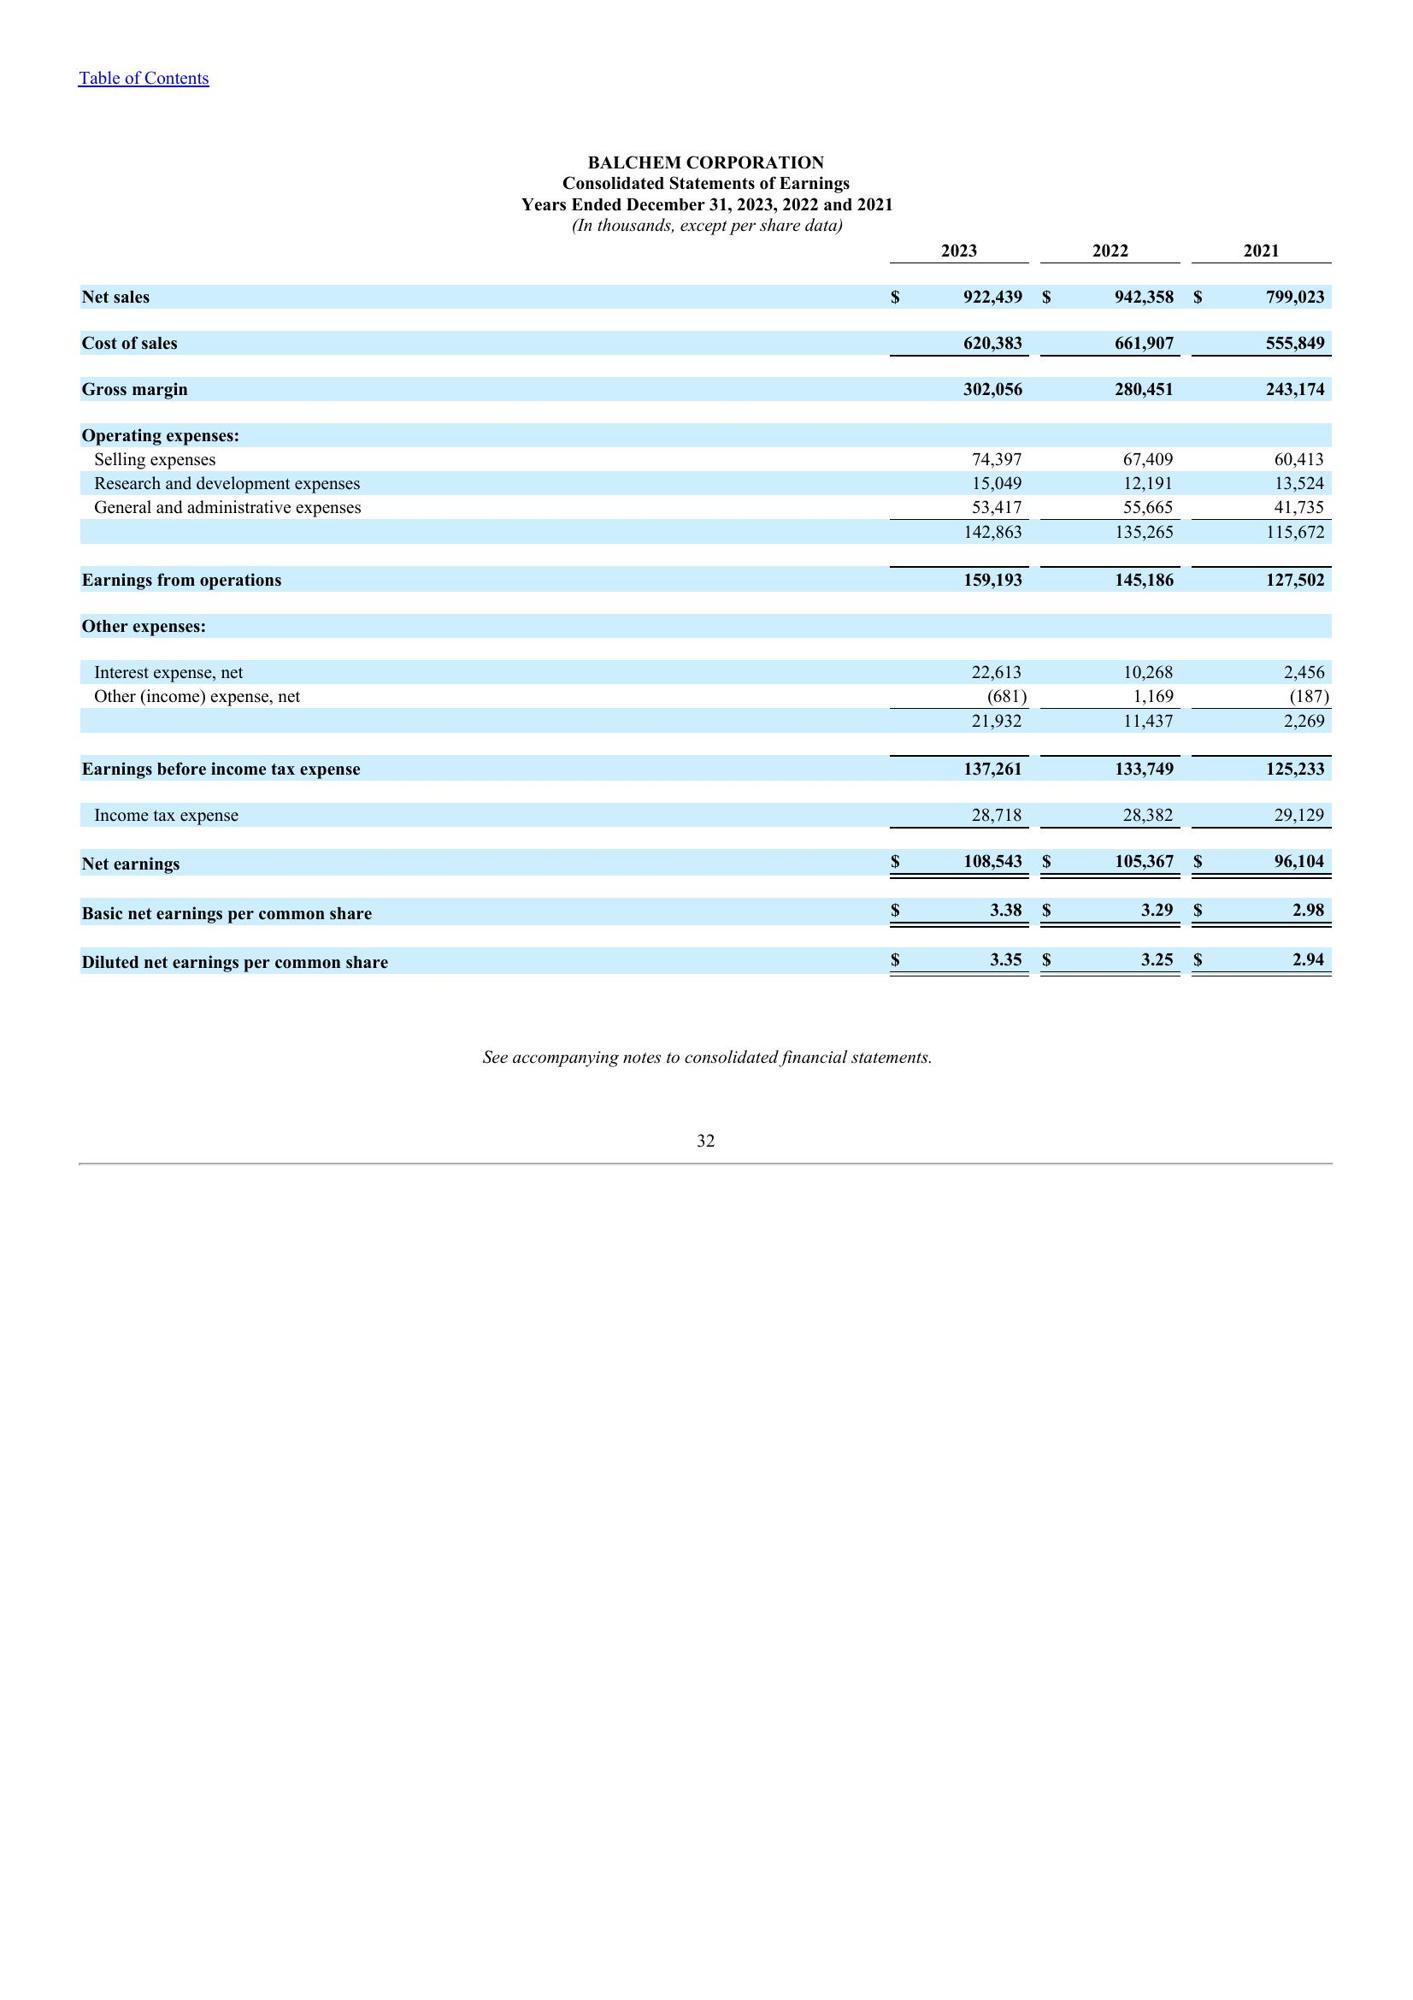 Table of Contents
BALCHEM CORPORATION
Consolidated Statements of Earnings
Years Ended December 31, 2023, 2022 and 2021
(In thousands, except per share data)
2023 2022 2021
Net sales $ 922,439 $ 942,358 $ 799,023
Cost of sales 620,383 661,907 555,849
Gross margin 302,056 280,451 243,174
Operating expenses:
Selling expenses 74,397 67,409 60,413
Research and development expenses 15,049 12,191 13,524
General and administrative expenses 53,417 55,665 41,735
142,863 135,265 115,672
Earnings from operations 159,193 145,186 127,502
Other expenses:
Interest expense, net 22,613 10,268 2,456
Other (income) expense, net (681) 1,169 (187)
21,932 11,437 2,269
Earnings before income tax expense 137,261 133,749 125,233
Income tax expense 28,718 28,382 29,129
Net earnings $ 108,543 $ 105,367 $ 96,104
Basic net earnings per common share $ 3.38 $ 3.29 $ 2.98
Diluted net earnings per common share $ 3.35 $ 3.25 $ 2.94
See accompanying notes to consolidated financial statements.
32